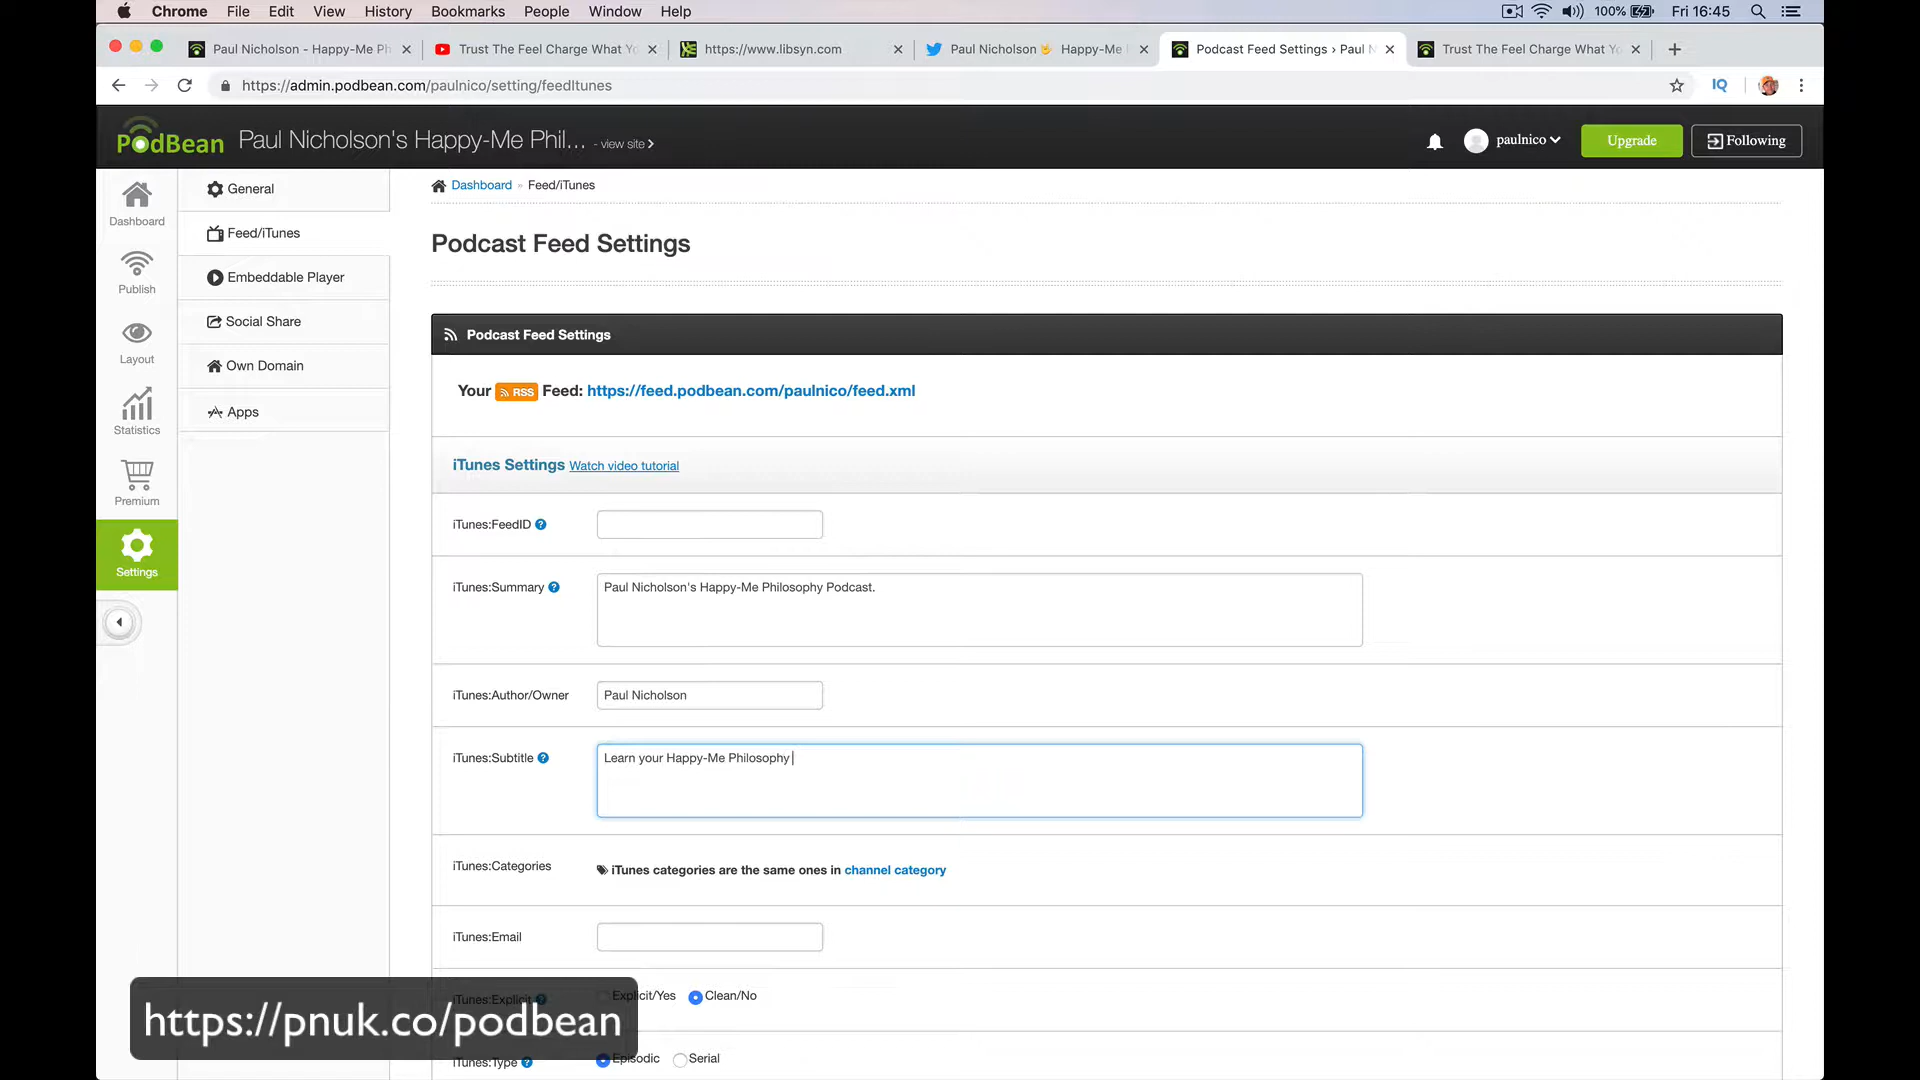 Chrome File Edit View History Bookmarks People Window Help 100% Fri 16:45
Paul Nicholson - Happy-Me Ph Trust The Feel Charge What Yo https://www.libsyn.com Paul Nicholson Happy-Me Podcast Feed Settings › Paul N Trust The Feel Charge What Yo
https://admin.podbean.com/paulnico/setting/feedItunes IQ
PodBean Paul Nicholson's Happy-Me Phil... - view site paulnico Upgrade Following
Dashboard
Publish
Layout
Statistics
Premium
Settings
General
Feed/iTunes
Embeddable Player
Social Share
Own Domain
Apps
Dashboard » Feed/iTunes
Podcast Feed Settings
Podcast Feed Settings
Your RSS Feed: https://feed.podbean.com/paulnico/feed.xml
iTunes Settings Watch video tutorial
iTunes:FeedID ?
iTunes:Summary ? Paul Nicholson's Happy-Me Philosophy Podcast.
iTunes:Author/Owner Paul Nicholson
iTunes:Subtitle ? Learn your Happy-Me Philosophy
iTunes:Categories iTunes categories are the same ones in channel category
iTunes:Email
iTunes:Explicit ? Explicit/Yes Clean/No
iTunes:Type ? Episodic Serial
https://pnuk.co/podbean